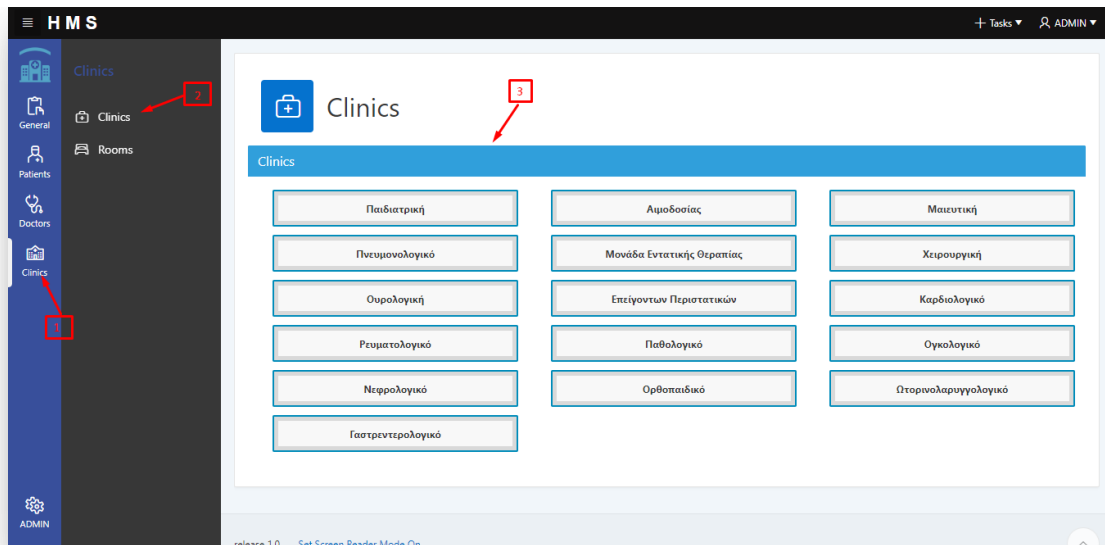 HMS
Tasks
ADMIN
General
Patients
Doctors
Clinics
ADMIN
Clinics
Clinics
Rooms
1
2
3
Clinics
Clinics
Παιδιατρική Αιμοδοσίας Μαιευτική
Πνευμονολογικό Μονάδα Εντατικής Θεραπίας Χειρουργική
Ουρολογική Επείγοντων Περιστατικών Καρδιολογικό
Ρευματολογικό Παθολογικό Ογκολογικό
Νεφρολογικό Ορθοπαιδικό Ωτορινολαρυγγολογικό
Γαστρεντερολογικό
release 1.0 Set Screen Reader Mode On